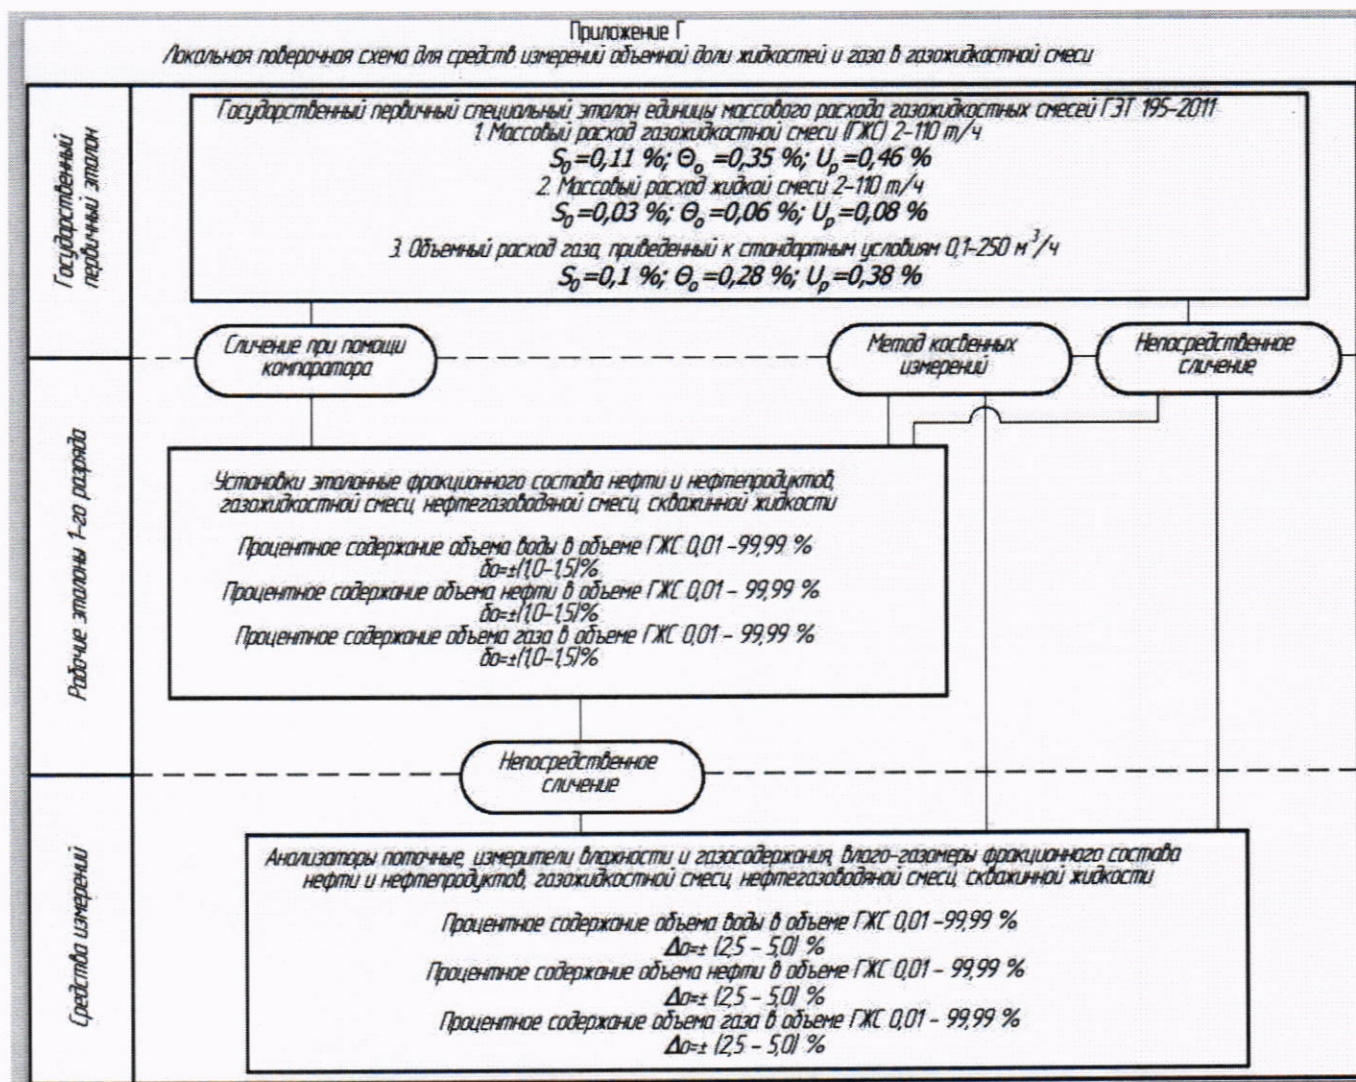 Приложение Г
Локальная поверочная схема для средств измерений объемной доли жидкостей и газа в газожидкостной смеси
Государственный
первичный эталон
Государственный первичный специальный эталон единицы массового расхода газожидкостных смесей ГЭТ 195-2011
1. Массовый расход газожидкостной смеси (ГЖС) 2-110 т/ч
S₀=0,11 %; Θ₀ =0,35 %; Uₚ=0,46 %
2. Массовый расход жидкой смеси 2-110 т/ч
S₀=0,03 %; Θ₀=0,06 %; Uₚ=0,08 %
3. Объемный расход газа, приведенный к стандартным условиям 0,1-250 м³/ч
S₀=0,1 %; Θ₀=0,28 %; Uₚ=0,38 %
Сличение при помощи
компаратора
Метод косвенных
измерений
Непосредственное
сличение
Рабочие эталоны 1-го разряда
Установки эталонные фракционного состава нефти и нефтепродуктов,
газожидкостной смеси, нефтегазоводяной смеси, скважинной жидкости
Процентное содержание объема воды в объеме ГЖС 0,01 -99,99 %
δо=±(1,0-1,5)%
Процентное содержание объема нефти в объеме ГЖС 0,01 - 99,99 %
δо=±(1,0-1,5)%
Процентное содержание объема газа в объеме ГЖС 0,01 - 99,99 %
δо=±(1,0-1,5)%
Непосредственное
сличение
Средства измерений
Анализаторы поточные, измерители влажности и газосодержания, влаго-газомеры фракционного состава
нефти и нефтепродуктов, газожидкостной смеси, нефтегазоводяной смеси, скважинной жидкости
Процентное содержание объема воды в объеме ГЖС 0,01 -99,99 %
Δо=± (2,5 - 5,0) %
Процентное содержание объема нефти в объеме ГЖС 0,01 - 99,99 %
Δо=± (2,5 - 5,0) %
Процентное содержание объема газа в объеме ГЖС 0,01 - 99,99 %
Δо=± (2,5 - 5,0) %